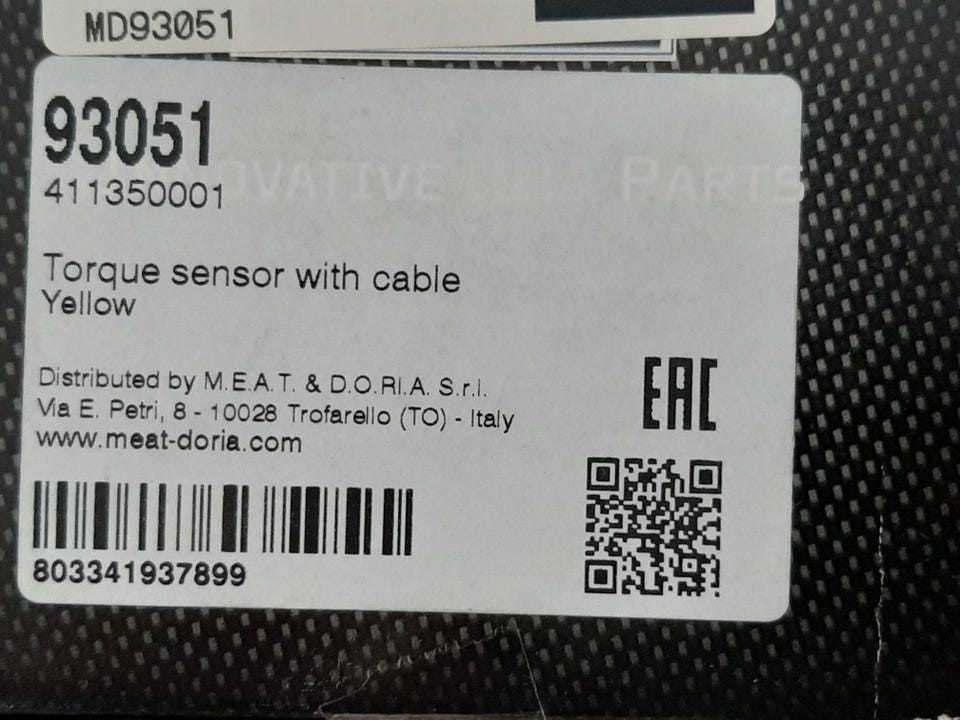 MD93051
93051
INNOVATIVE PARTS
411350001
Torque sensor with cable
Yellow
Distributed by M.E.A.T. & D.O.RI.A. S.r.l.
Via E. Petri, 8 - 10028 Trofarello (TO) - Italy
www.meat-doria.com
EAC
803341937899